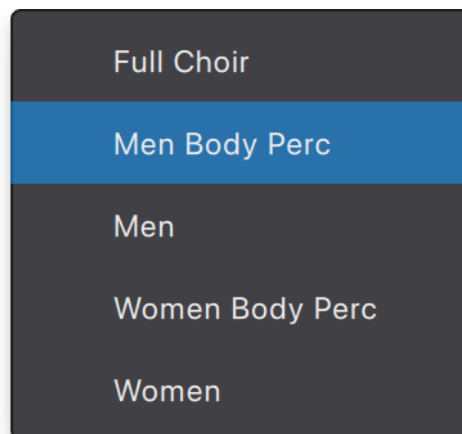 Full Choir
Men Body Perc
Men
Women Body Perc
Women